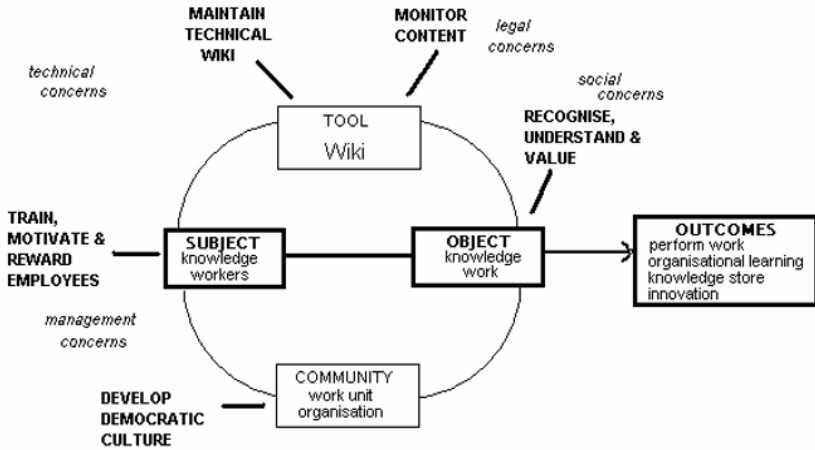 MAINTAIN
TECHNICAL
WIKI
MONITOR
CONTENT
legal
concerns
technical
concerns
social
concerns
TOOL
Wiki
RECOGNISE,
UNDERSTAND &
VALUE
TRAIN,
MOTIVATE &
REWARD
EMPLOYEES
SUBJECT
knowledge
workers
OBJECT
knowledge
work
OUTCOMES
perform work
organisational learning
knowledge store
innovation
management
concerns
COMMUNITY
work unit
organisation
DEVELOP
DEMOCRATIC
CULTURE